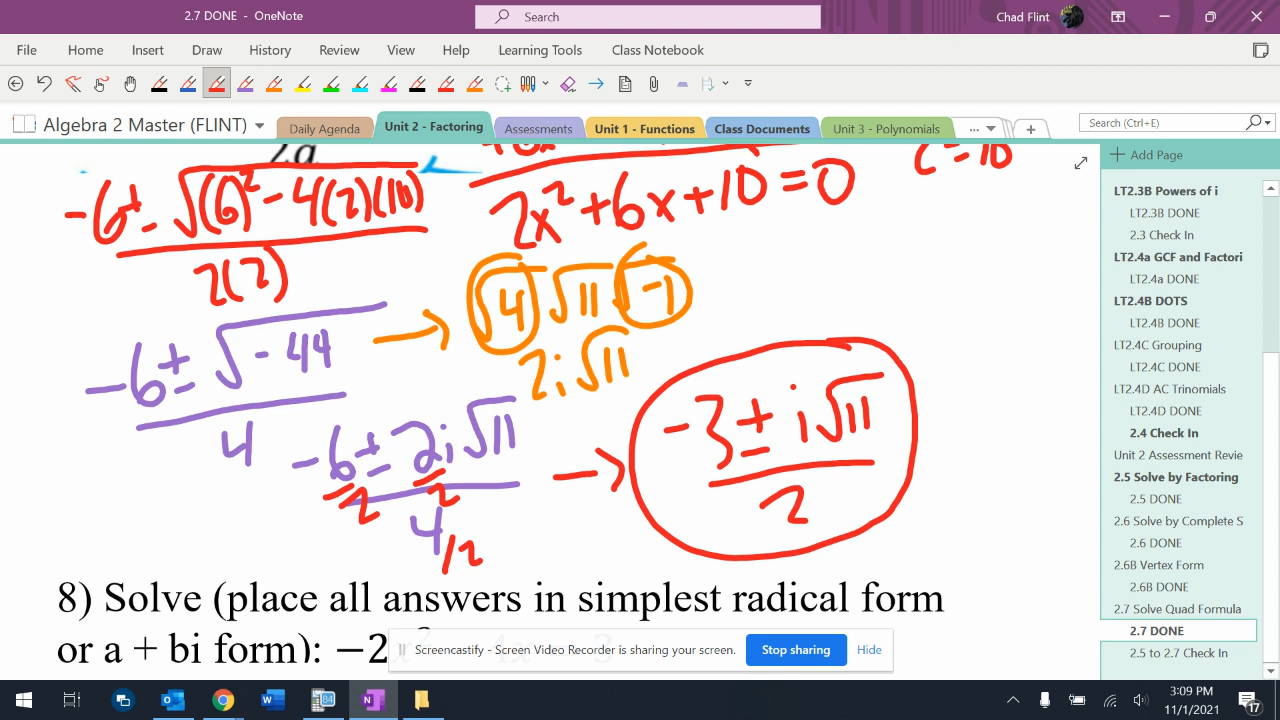 2.7 DONE - OneNote
Search
Chad Flint
File Home Insert Draw History Review View Help Learning Tools Class Notebook
Algebra 2 Master (FLINT)
Daily Agenda Unit 2 - Factoring Assessments Unit 1 - Functions Class Documents Unit 3 - Polynomials ... +
Search (Ctrl+E)
2a
c = 10
-6 ± √(6)² - 4(2)(10)
2(2)
2x² + 6x + 10 = 0
-6 ± √-44
4
→ √4 √11 √-1
2i√11
-6 ± 2i√11
/2 /2
4/2
→ -3 ± i√11
2
8) Solve (place all answers in simplest radical form
or a + bi form): −2
Screencastify - Screen Video Recorder is sharing your screen. Stop sharing Hide
Add Page
LT2.3B Powers of i
LT2.3B DONE
2.3 Check In
LT2.4a GCF and Factori
LT2.4a DONE
LT2.4B DOTS
LT2.4B DONE
LT2.4C Grouping
LT2.4C DONE
LT2.4D AC Trinomials
LT2.4D DONE
2.4 Check In
Unit 2 Assessment Revie
2.5 Solve by Factoring
2.5 DONE
2.6 Solve by Complete S
2.6 DONE
2.6B Vertex Form
2.6B DONE
2.7 Solve Quad Formula
2.7 DONE
2.5 to 2.7 Check In
84
3:09 PM
11/1/2021
17